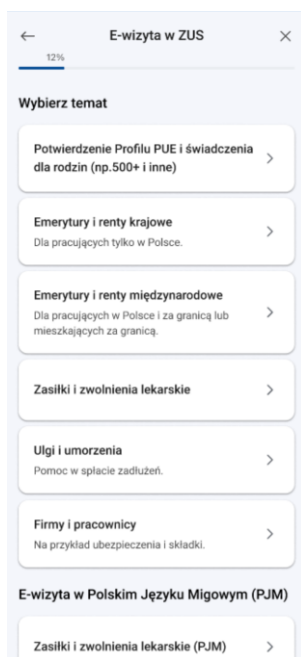 E-wizyta w ZUS
12%
Wybierz temat
Potwierdzenie Profilu PUE i świadczenia
dla rodzin (np.500+ i inne)
Emerytury i renty krajowe
Dla pracujących tylko w Polsce.
Emerytury i renty międzynarodowe
Dla pracujących w Polsce i za granicą lub
mieszkających za granicą.
Zasiłki i zwolnienia lekarskie
Ulgi i umorzenia
Pomoc w spłacie zadłużeń.
Firmy i pracownicy
Na przykład ubezpieczenia i składki.
E-wizyta w Polskim Języku Migowym (PJM)
Zasiłki i zwolnienia lekarskie (PJM)